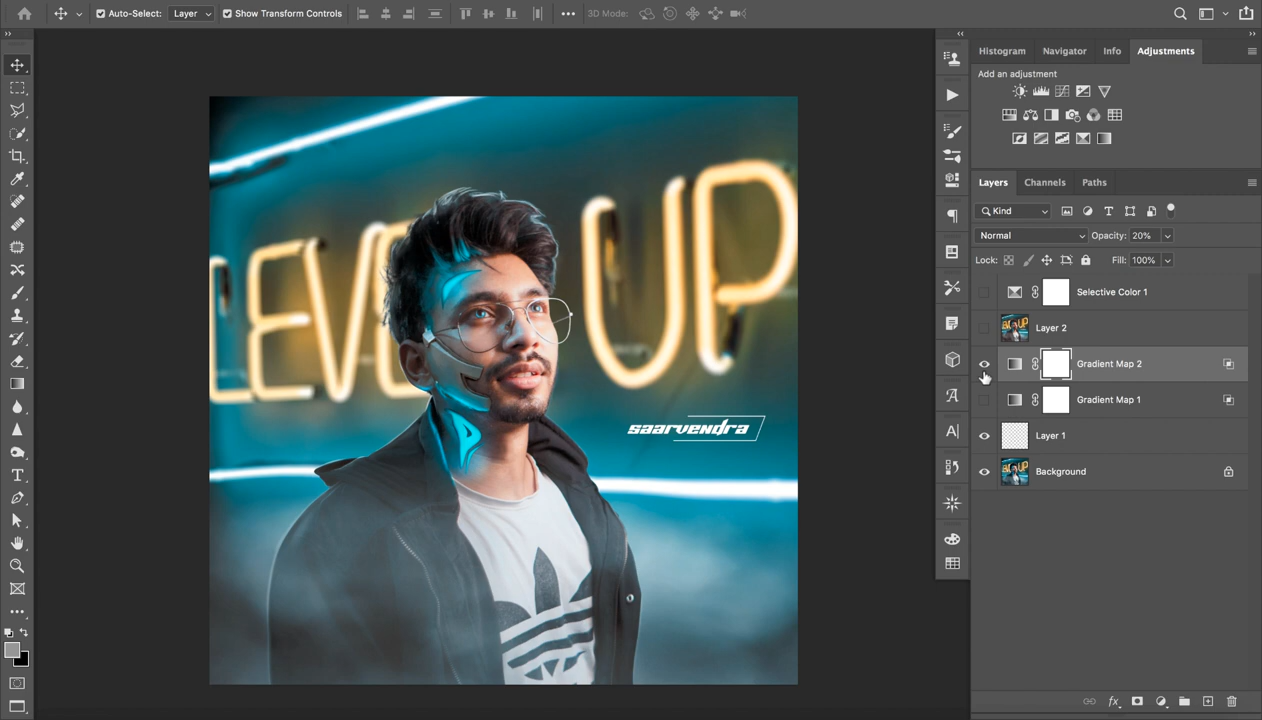 Auto-Select: Layer Show Transform Controls 3D Mode:
Histogram Navigator Info Adjustments
Add an adjustment
Layers Channels Paths
Kind
Normal Opacity: 20%
Lock: Fill: 100%
Selective Color 1
Layer 2
Gradient Map 2
Gradient Map 1
Layer 1
Background
LEVEL UP
saarvendra